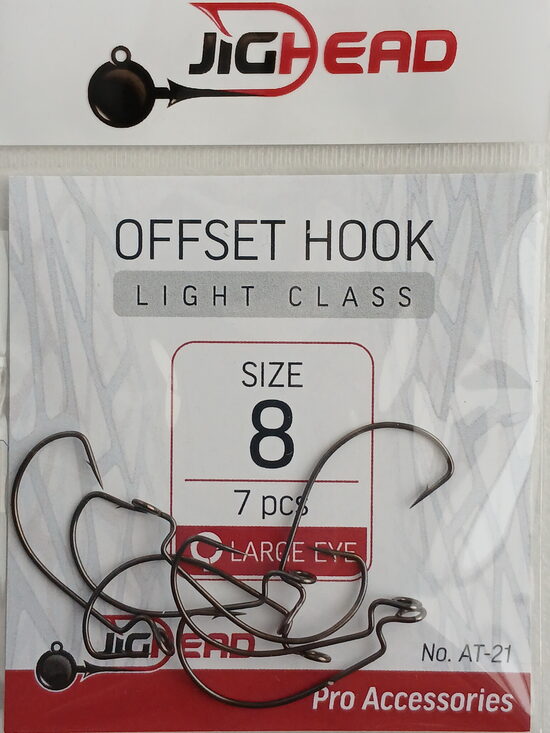 JIGHEAD
OFFSET HOOK
LIGHT CLASS
SIZE
8
7 pcs
LARGE EYE
JIGHEAD
No. AT-21
Pro Accessories